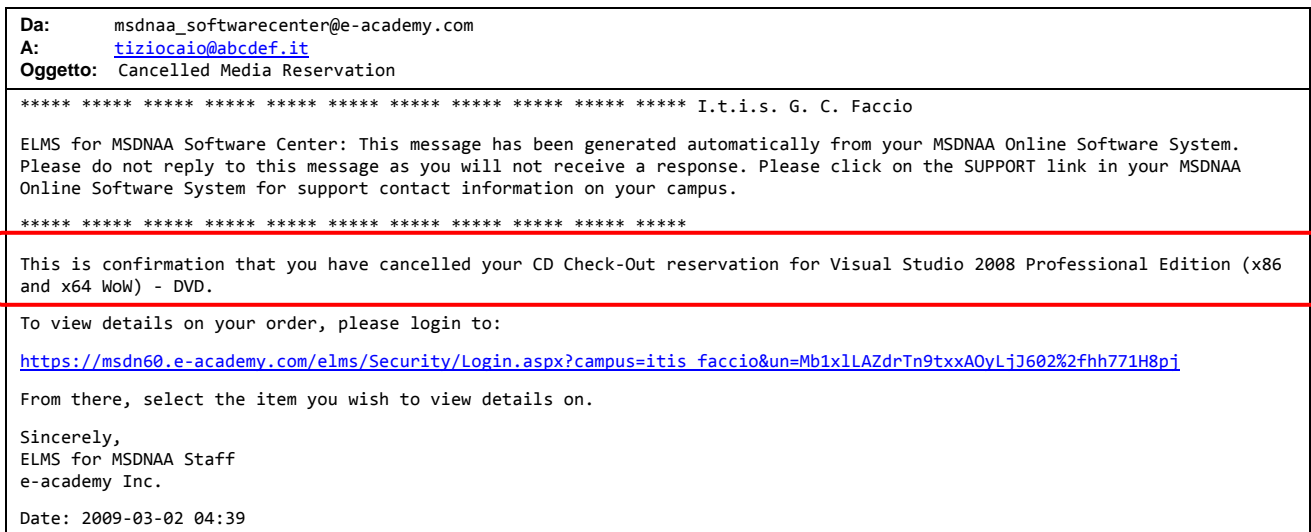 Da: msdnaa_softwarecenter@e-academy.com
A: tiziocaio@abcdef.it
Oggetto: Cancelled Media Reservation
***** ***** ***** ***** ***** ***** ***** ***** ***** ***** ***** I.t.i.s. G. C. Faccio
ELMS for MSDNAA Software Center: This message has been generated automatically from your MSDNAA Online Software System.
Please do not reply to this message as you will not receive a response. Please click on the SUPPORT link in your MSDNAA
Online Software System for support contact information on your campus.
***** ***** ***** ***** ***** ***** ***** ***** ***** ***** *****
This is confirmation that you have cancelled your CD Check-Out reservation for Visual Studio 2008 Professional Edition (x86
and x64 WoW) - DVD.
To view details on your order, please login to:
https://msdn60.e-academy.com/elms/Security/Login.aspx?campus=itis_faccio&un=Mb1xlLAZdrTn9txxAOyLjJ602%2fhh771H8pj
From there, select the item you wish to view details on.
Sincerely,
ELMS for MSDNAA Staff
e-academy Inc.
Date: 2009-03-02 04:39